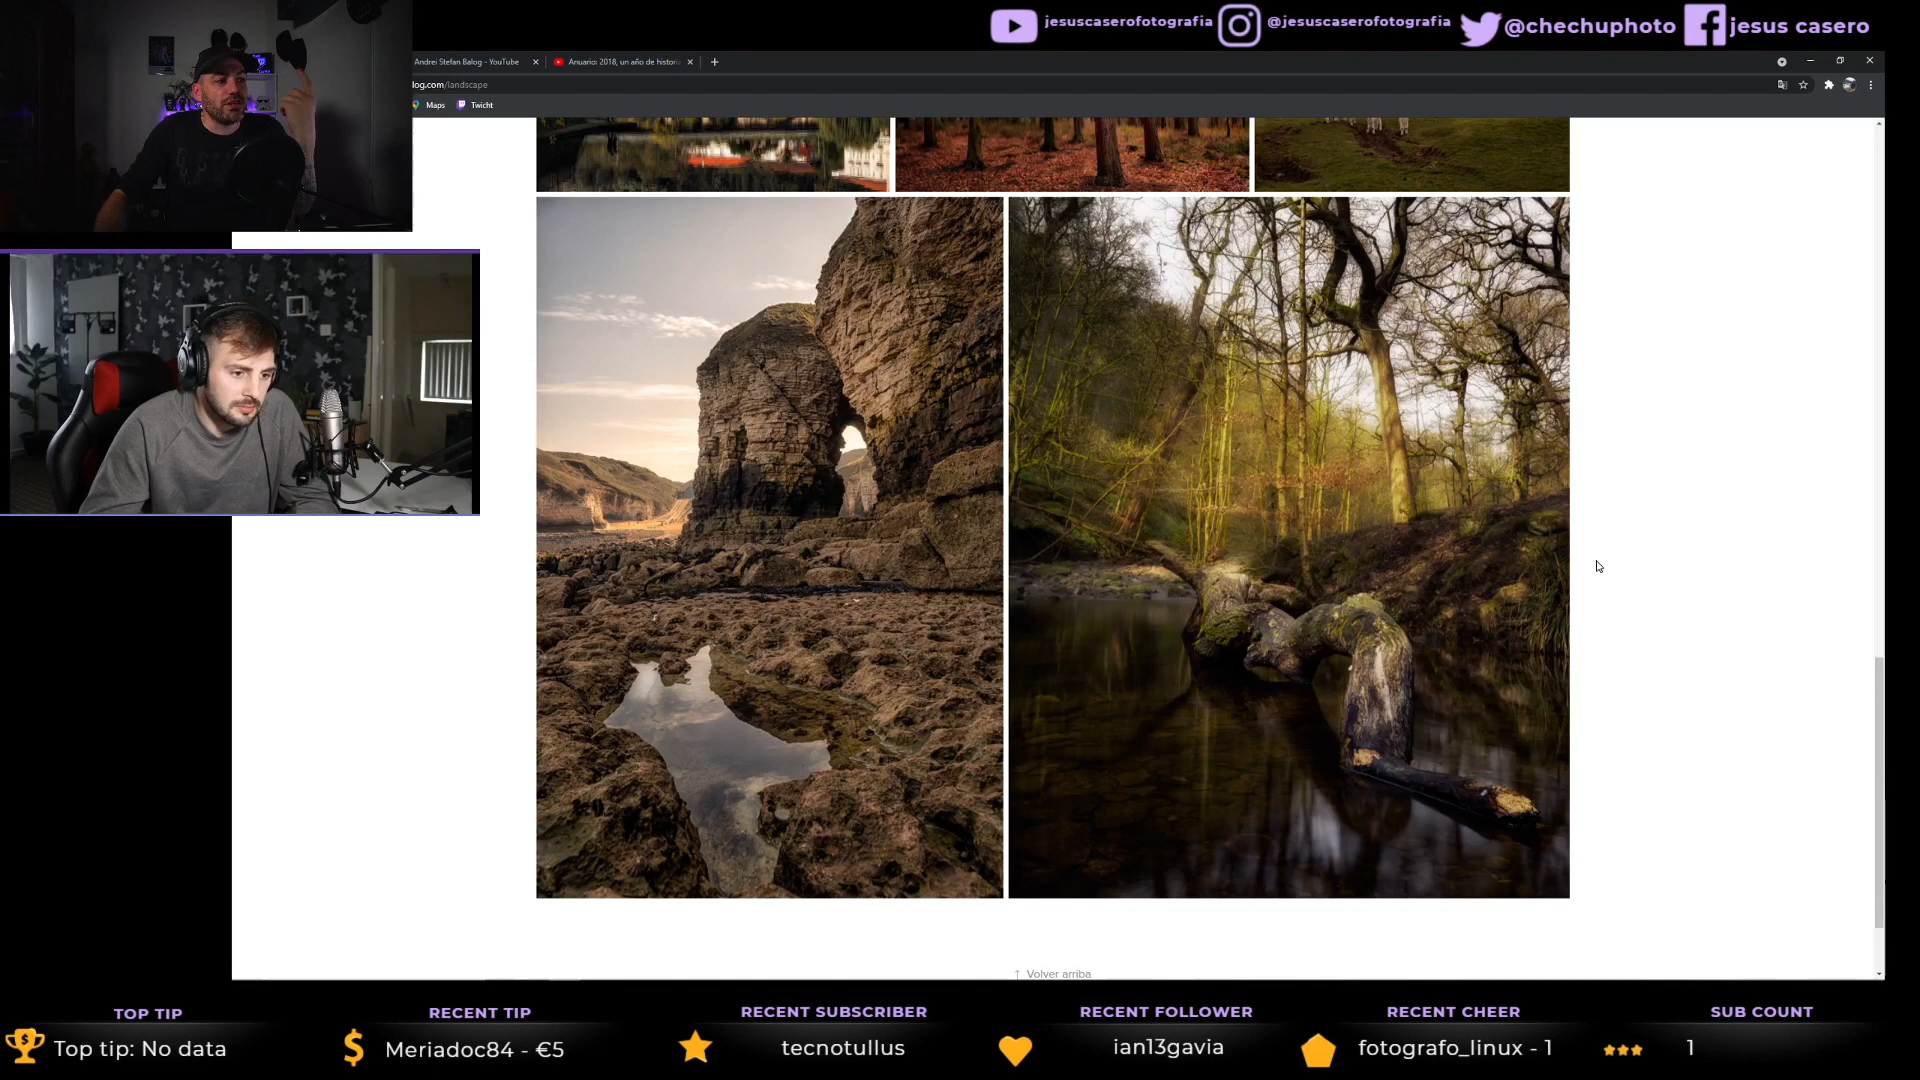 jesuscaserofotografia @jesuscaserofotografia @chechuphoto jesus casero
Andrei Stefan Balog - YouTube Anuario: 2018, un año de histori
log.com/landscape
Maps Twicht
↑ Volver arriba
TOP TIP RECENT TIP RECENT SUBSCRIBER RECENT FOLLOWER RECENT CHEER SUB COUNT
Top tip: No data Meriadoc84 - €5 tecnotullus ian13gavia fotografo_linux - 1 1